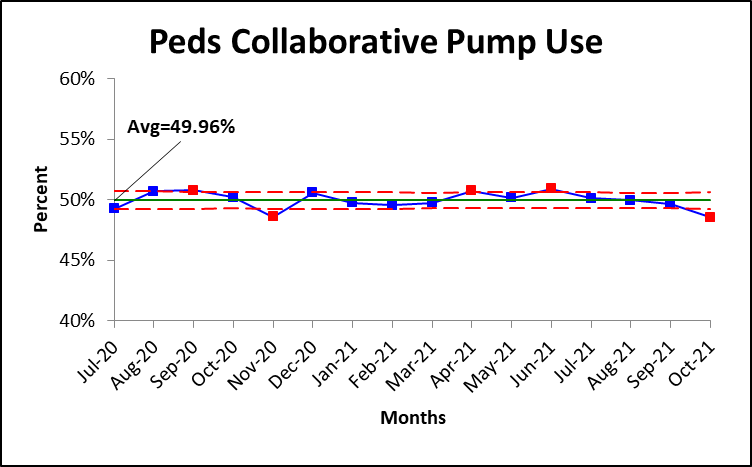 Peds Collaborative Pump Use
60%
Avg=49.96%
55%
50%
45%
40%
Percent
Jul-20
Aug-20
Sep-20
Oct-20
Nov-20
Dec-20
Jan-21
Feb-21
Mar-21
Apr-21
May-21
Jun-21
Jul-21
Aug-21
Sep-21
Oct-21
Months